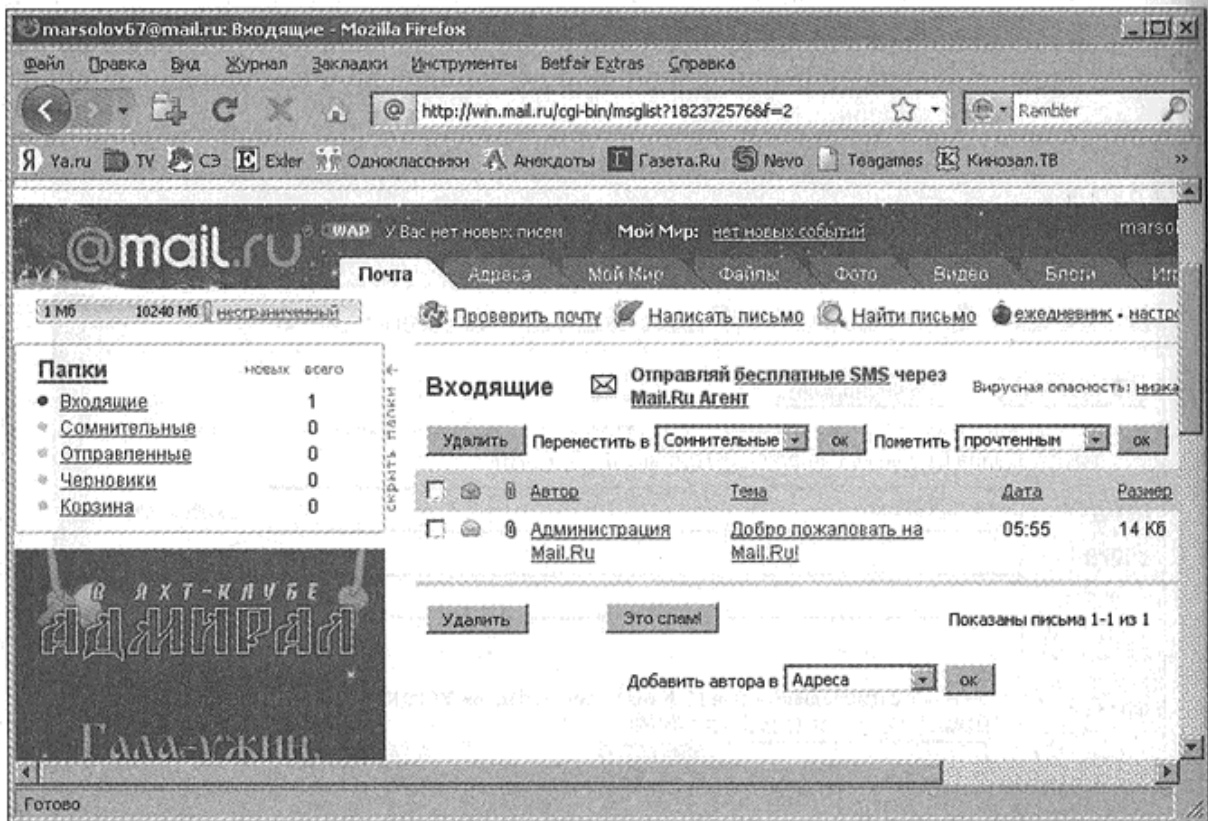 marsolov67@mail.ru: Входящие - Mozilla Firefox
Файл Правка Вид Журнал Закладки Инструменты Betfair Extras Справка
http://win.mail.ru/cgi-bin/msglist?182372576&f=2 Rambler
Ya.ru TV СЭ Exler Одноклассники Анекдоты Газета.Ru Nevo Teagames Кинозал.ТВ »
@mail.ru WAP У Вас нет новых писем Мой Мир: нет новых событий marsol
Почта Адреса Мой Мир Файлы Фото Видео Блоги Иг
1 Мб 10240 Мб неограниченный Проверить почту Написать письмо Найти письмо ежедневник • настро
Папки новых всего
Входящие 1
Сомнительные 0
Отправленные 0
Черновики 0
Корзина 0
скрыть папки
Входящие Отправляй бесплатные SMS через Вирусная опасность: низка
Mail.Ru Агент
Удалить Переместить в Сомнительные ок Пометить прочтенным ок
Автор Тема Дата Размер
Администрация Добро пожаловать на 05:55 14 Кб
Mail.Ru Mail.Ru!
Удалить Это спам! Показаны письма 1-1 из 1
Добавить автора в Адреса ок
В ЯХТ-КЛУБЕ
АДМИРАЛ
Гала-ужин,
Готово